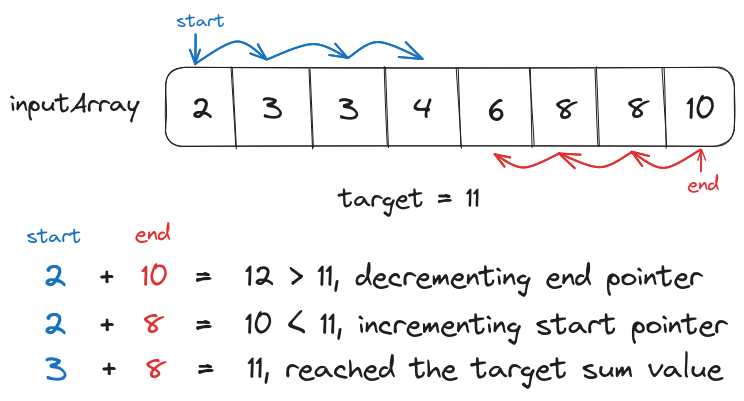 start
inputArray 2 3 3 4 6 8 8 10
end
target = 11
start end
2 + 10 = 12 > 11, decrementing end pointer
2 + 8 = 10 < 11, incrementing start pointer
3 + 8 = 11, reached the target sum value